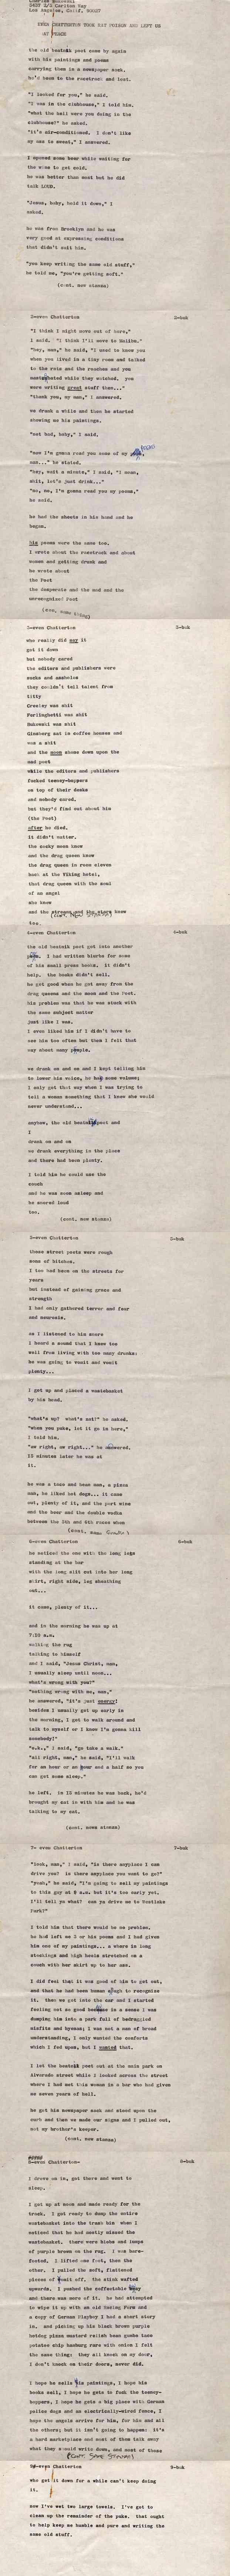 Charles Bukowski
5437 2/5 Carlton Way
Los Angeles, Calif. 90027
EVEN CHATTERTON TOOK RAT POISON AND LEFT US
AT PEACE
the old beatnik poet came by again
with his paintings and poems
carrying them in a newspaper sack.
he'd been to the racetrack and lost.
"I looked for you," he said.
"I was in the clubhouse," I told him.
"what the hell were you doing in the
clubhouse?" he asked.
"it's air-conditioned. I don't like
my ass to sweat," I answered.
I opened some beer while waiting for
the wine to get cold.
he was better than most but he did
talk LOUD.
"Jesus, baby, hold it down," I
asked.
he was from Brooklyn and he was
very good at expressing conditions
that didn't suit him.
"you keep writing the same old stuff,"
he told me, "you're getting soft."
(cont. new stanza)
2-even Chatterton
2-buk
"I think I might move out of here,"
I said. "I think I'll move to Malibu."
"hey, man," he said, "I used to know you
when you lived in a tiny room and talked
to the mice and the roaches and you
while they watched. you
were writing great stuff then..."
"thank you, my man," I answered.
we drank a while and then he started
showing me his paintings.
"not bad, baby," I said.
"now I'm gonna read you some of my poems,
man..." he stated.
"hey, wait a minute," I said, "I mean,
shit, let's just drink..."
"no, no, I'm gonna read you my poems,"
he said.
he had the sheets in his hand and he
began.
his poems were the same too.
I wrote about the racetrack and about
women and getting drunk and
he wrote about
the Poet
the desperate and the mad and the
unrecognized Poet
(con. same stanza)
3-even Chatterton
3-buk
who really did say it
got it down
but nobody cared
the editors and publishers were
sucks and assholes
they couldn't tell talent from
titty
Creeley was shit
Ferlinghetti was shit
Bukowski was shit
Ginsberg sat in coffee houses and
was a shit
and the moon shone down upon the
mad poet
while the editors and publishers
fucked teeney-boppers
on top of their desks
and nobody cared.
but they'd find out about him
(the Poet)
after he died.
it didn't matter.
the cocky moon knew
and the drag queen knew
the drag queen in room eleven
hundred at the Viking hotel,
that drag queen with the soul
of an angel
she knew
and the streams and the stars knew
too.
(cont. new stanza)
4-even Chatterton
4-buk
the old beatnik poet got into another
poem. I had written blurbs for some
of his small press books. it didn't
help. the books didn't sell.
he got good when he got away from the
drag queens and the moon and the Poet.
his problem was that he was stuck with
the same subject matter
just like I was.
I even liked him if I didn't have to
see him too often but then I felt that
way about many people.
we drank on and on and I kept telling him
to lower his voice, he had some volume;
I only got that way when I was trying to
tell a woman something that I knew she would
never understand...
anyhow, the old beatnik poet and
I
drank on and on
we drank everything in the place
and there had been plenty.
I told him he could use the
couch
and he was soon asleep and
he snored loud
too.
(cont. new stanza)
5-even Chatterton
5-buk
these street poets were rough
sons of bitches.
I too had been on the streets for
years
but instead of gaining grace and
strength
I had only gathered terror and fear
and neurosis.
as I listened to him snore
I heard a sound that I knew too
well from living with too many drunks:
he was going to vomit and vomit
plenty...
I got up and placed a wastebasket
by his head.
"what's up? what's met?" he asked.
"when you puke, let it go in here,"
I told him.
"aw right, aw right..." he answered.
15 minutes later he was at
it.
he was a taco and bean man, a pizza
man, he liked hot dogs... it came
out, plenty of it, and the port wine
and the beer and the double vodka
between the 5th and 6th races when
(cont. same stanza)
6-even Chatterton
6-buk
he noticed the one with the long legs
standing at the bar
with the long slit cut into her long
skirt, right side, leg sheathing
out...
it came, plenty of it...
and in the morning he was up at
7:30 a.m.
walking the rug
talking to himself
and I said, "Jesus Christ, man,
I usually sleep until noon...
what's wrong with you?"
"nothing wrong with me, man,"
he answered, "it's just energy!
besides I usually get up early in
the morning, I got to walk around and
talk to myself or I know I'm gonna kill
somebody!"
"o.k.," I said, "go take a walk."
"all right, man," he said, "I'll walk
for an hour or an hour and a half so you
can get some sleep."
he left. in 12 minutes he was back. he'd
brought my cat in with him and he was
talking to my cat.
(cont. new stanza)
7- even Chatterton
7-buk
"look, man," I said, "is there anyplace I can
drive you? is there anyplace you want to go?"
"yeah," he said, "I'm going to sell my paintings
to this guy at 9 a.m. but it's too early yet.
I'll tell yo what? can ya drive me to Westlake
Park?"
I told him that there would be no problem.
he had left me 3 or his poems and I had given
him one of my paintings... a where in long
stockings and high heels stretched on a
couch with her skirt up to her ass.
I did feel that it was good of him to get out,
and that he had been human enough to recognize
it. then we got into the car and I started
feeling not so good because in a sense I was
dumping him into a park full of bedraggled
misfits and byways; I was not a man of broad
understanding, I only wanted the comforts
which I fed upon, but I wanted that.
I let the beatnik poet out at the main park on
Alvarado street while I looked across the street
where I had met this woman in a bar who had given
me seven years of hell.
he got his newspaper sack and stood upon the
curb and then we made our signs and I pulled out,
not my brother's keeper.
(cont. new stanza)
8-even Chatterton-
8-buk
I drove on in, got there and went to
sleep.
I got up at noon and made ready for the
track. I got ready to dump the entire
wastebasket into the trash bin when I
noticed that he had mostly missed the
wastebasket. there were blobs and lumps
of purple brown on the rug. I was bare-
footed. I lifted one foot, then the
other. I pulled the soft, flattened
pieces of vomit off. the stink wafted
upwards. I pushed the coffeetable away
and there was more of it. he had attempted
to wipe it up with an old Racing Form and
a copy of German Playboy I had a short story
in. and picking up his black brown purple
hotdog pizza mustard relish bean gumbo taco
potatoe chip hamburg rare with onion I felt
the same thing: they all knock on my door,
I don't knock on their doors, never did.
I hope he sells his paintings, I hope his
books sell, I hope he gets to fuck the teeney-
boppers, I hope he gets a big place with German
police dogs and an electrically-wired fence, I
hope the angels arrive for him, for him and all
the others; but it isn't going to happen: it's
a hard marketplace and most of them talk away
what they should write down, and most of those
(cont. same stanza)
9-even Chatterton
9-buk
who get it down for a while can't keep doing
it.
now I've wet two large towels. I've got to
clean up the remainder of the puke. that ought
to help keep me humble and pure and writing the
same old stuff.